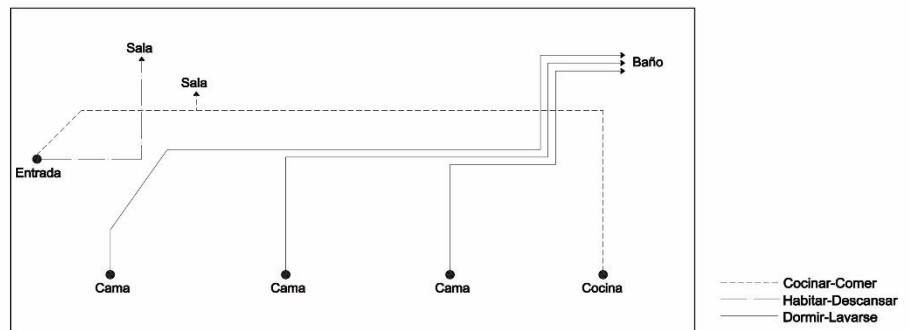 Sala
Sala
Baño
Entrada
Cama
Cama
Cama
Cocina
Cocinar-Comer
Habitar-Descansar
Dormir-Lavarse